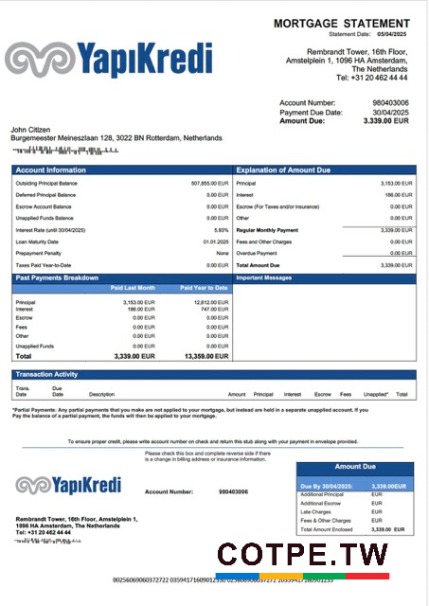 MORTGAGE STATEMENT
Statement Date: 05/04/2025
YapıKredi
Rembrandt Tower, 16th Floor,
Amstelplein 1, 1096 HA Amsterdam,
The Netherlands
Tel: +31 20 462 44 44
Account Number: 980403006
Payment Due Date: 30/04/2025
Amount Due: 3.339.00 EUR
John Citizen
Burgemeester Meineszlaan 128, 3022 BN Rotterdam, Netherlands
Account Information
Outstanding Principal Balance 507,855.00 EUR
Deferred Principal Balance 0.00 EUR
Escrow Account Balance 0.00 EUR
Unapplied Funds Balance 0.00 EUR
Interest Rate (until 30/04/2025) 5.80%
Loan Maturity Date 01.01.2025
Prepayment Penalty None
Taxes Paid Year-to-Date 0.00 EUR
Explanation of Amount Due
Principal 3,153.00 EUR
Interest 186.00 EUR
Escrow (For Taxes and/or Insurance) 0.00 EUR
Other 0.00 EUR
Regular Monthly Payment 3,339.00 EUR
Fees and Other Charges 0.00 EUR
Overdue Payment 0.00 EUR
Total Amount Due 3,339.00 EUR
Past Payments Breakdown
Paid Last Month Paid Year to Date
Principal 3,153.00 EUR 12,612.00 EUR
Interest 186.00 EUR 747.00 EUR
Escrow 0.00 EUR 0.00 EUR
Fees 0.00 EUR 0.00 EUR
Other 0.00 EUR 0.00 EUR
Unapplied Funds 0.00 EUR 0.00 EUR
Total 3,339.00 EUR 13,359.00 EUR
Important Messages
Transaction Activity
Trans. Date Due Date Description Amount Principal Interest Escrow Fees Unapplied* Total
*Partial Payments: Any partial payments that you make are not applied to your mortgage, but instead are held in a separate unapplied account. If you
Pay the balance of a partial payment, the funds will then be applied to your mortgage.
To ensure proper credit, please write account number on check and return this stub along with your payment in envelope provided.
Please check this box and complete reverse side if there
is a change in billing address or insurance information.
YapıKredi
Account Number: 980403006
Rembrandt Tower, 16th Floor, Amstelplein 1,
1096 HA Amsterdam, The Netherlands
Tel: +31 20 462 44 44
Amount Due
Due By 30/04/2025: 3,339.00EUR
Additional Principal EUR
Additional Escrow EUR
Late Charges EUR
Fees & Other Charges: EUR
Total Amount Enclosed 3,339.00 EUR
COTPE.TW